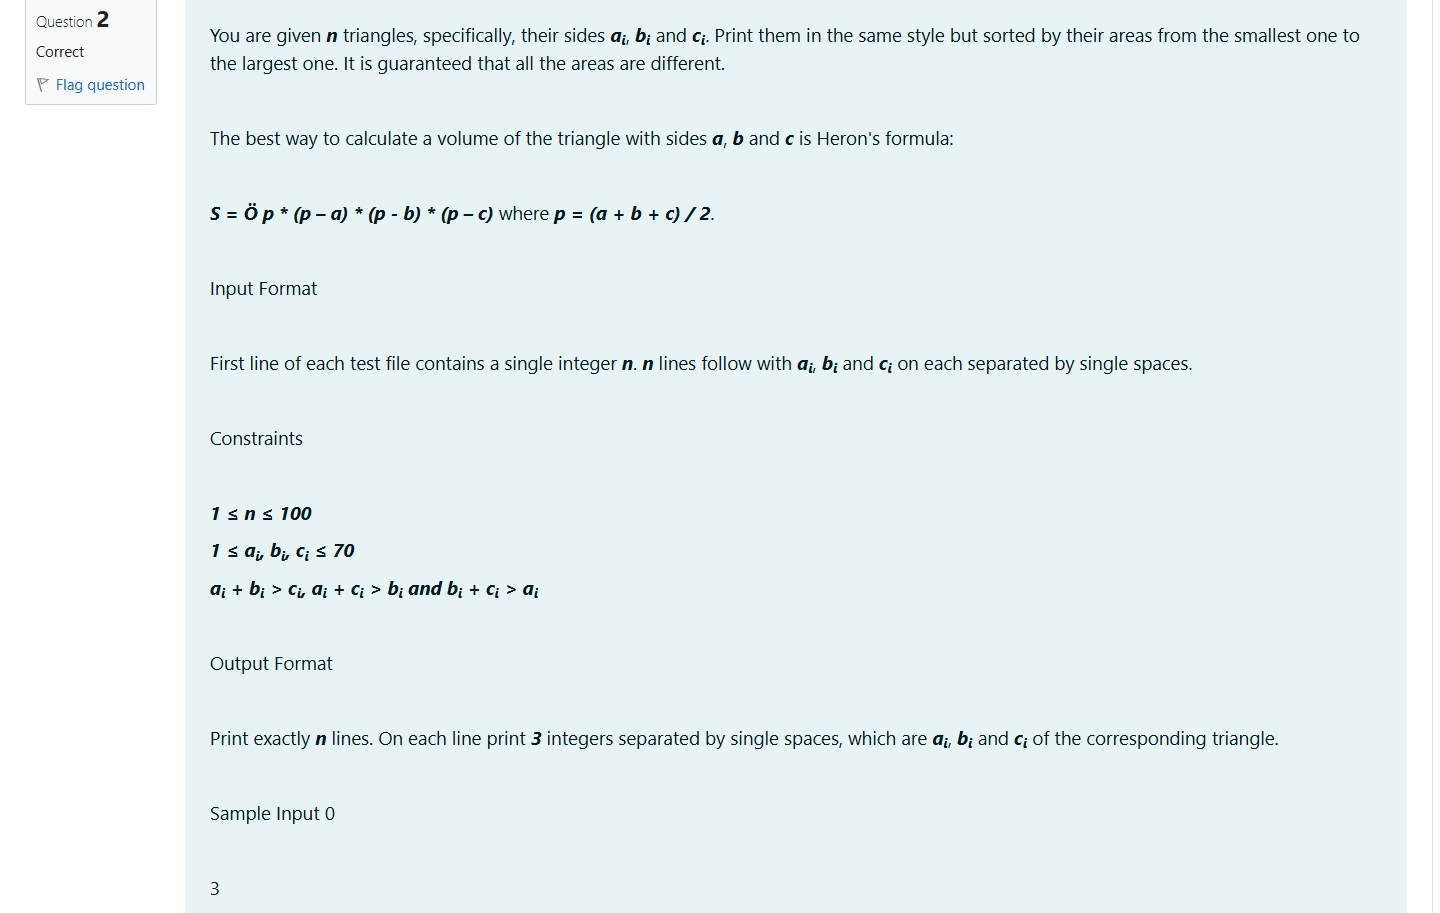 Question 2
Correct
Flag question
You are given n triangles, specifically, their sides ai, bi and ci. Print them in the same style but sorted by their areas from the smallest one to
the largest one. It is guaranteed that all the areas are different.
The best way to calculate a volume of the triangle with sides a, b and c is Heron's formula:
S = Ö p * (p – a) * (p - b) * (p – c) where p = (a + b + c) / 2.
Input Format
First line of each test file contains a single integer n. n lines follow with ai, bi and ci on each separated by single spaces.
Constraints
1 ≤ n ≤ 100
1 ≤ ai, bi, ci ≤ 70
ai + bi > ci, ai + ci > bi and bi + ci > ai
Output Format
Print exactly n lines. On each line print 3 integers separated by single spaces, which are ai, bi and ci of the corresponding triangle.
Sample Input 0
3